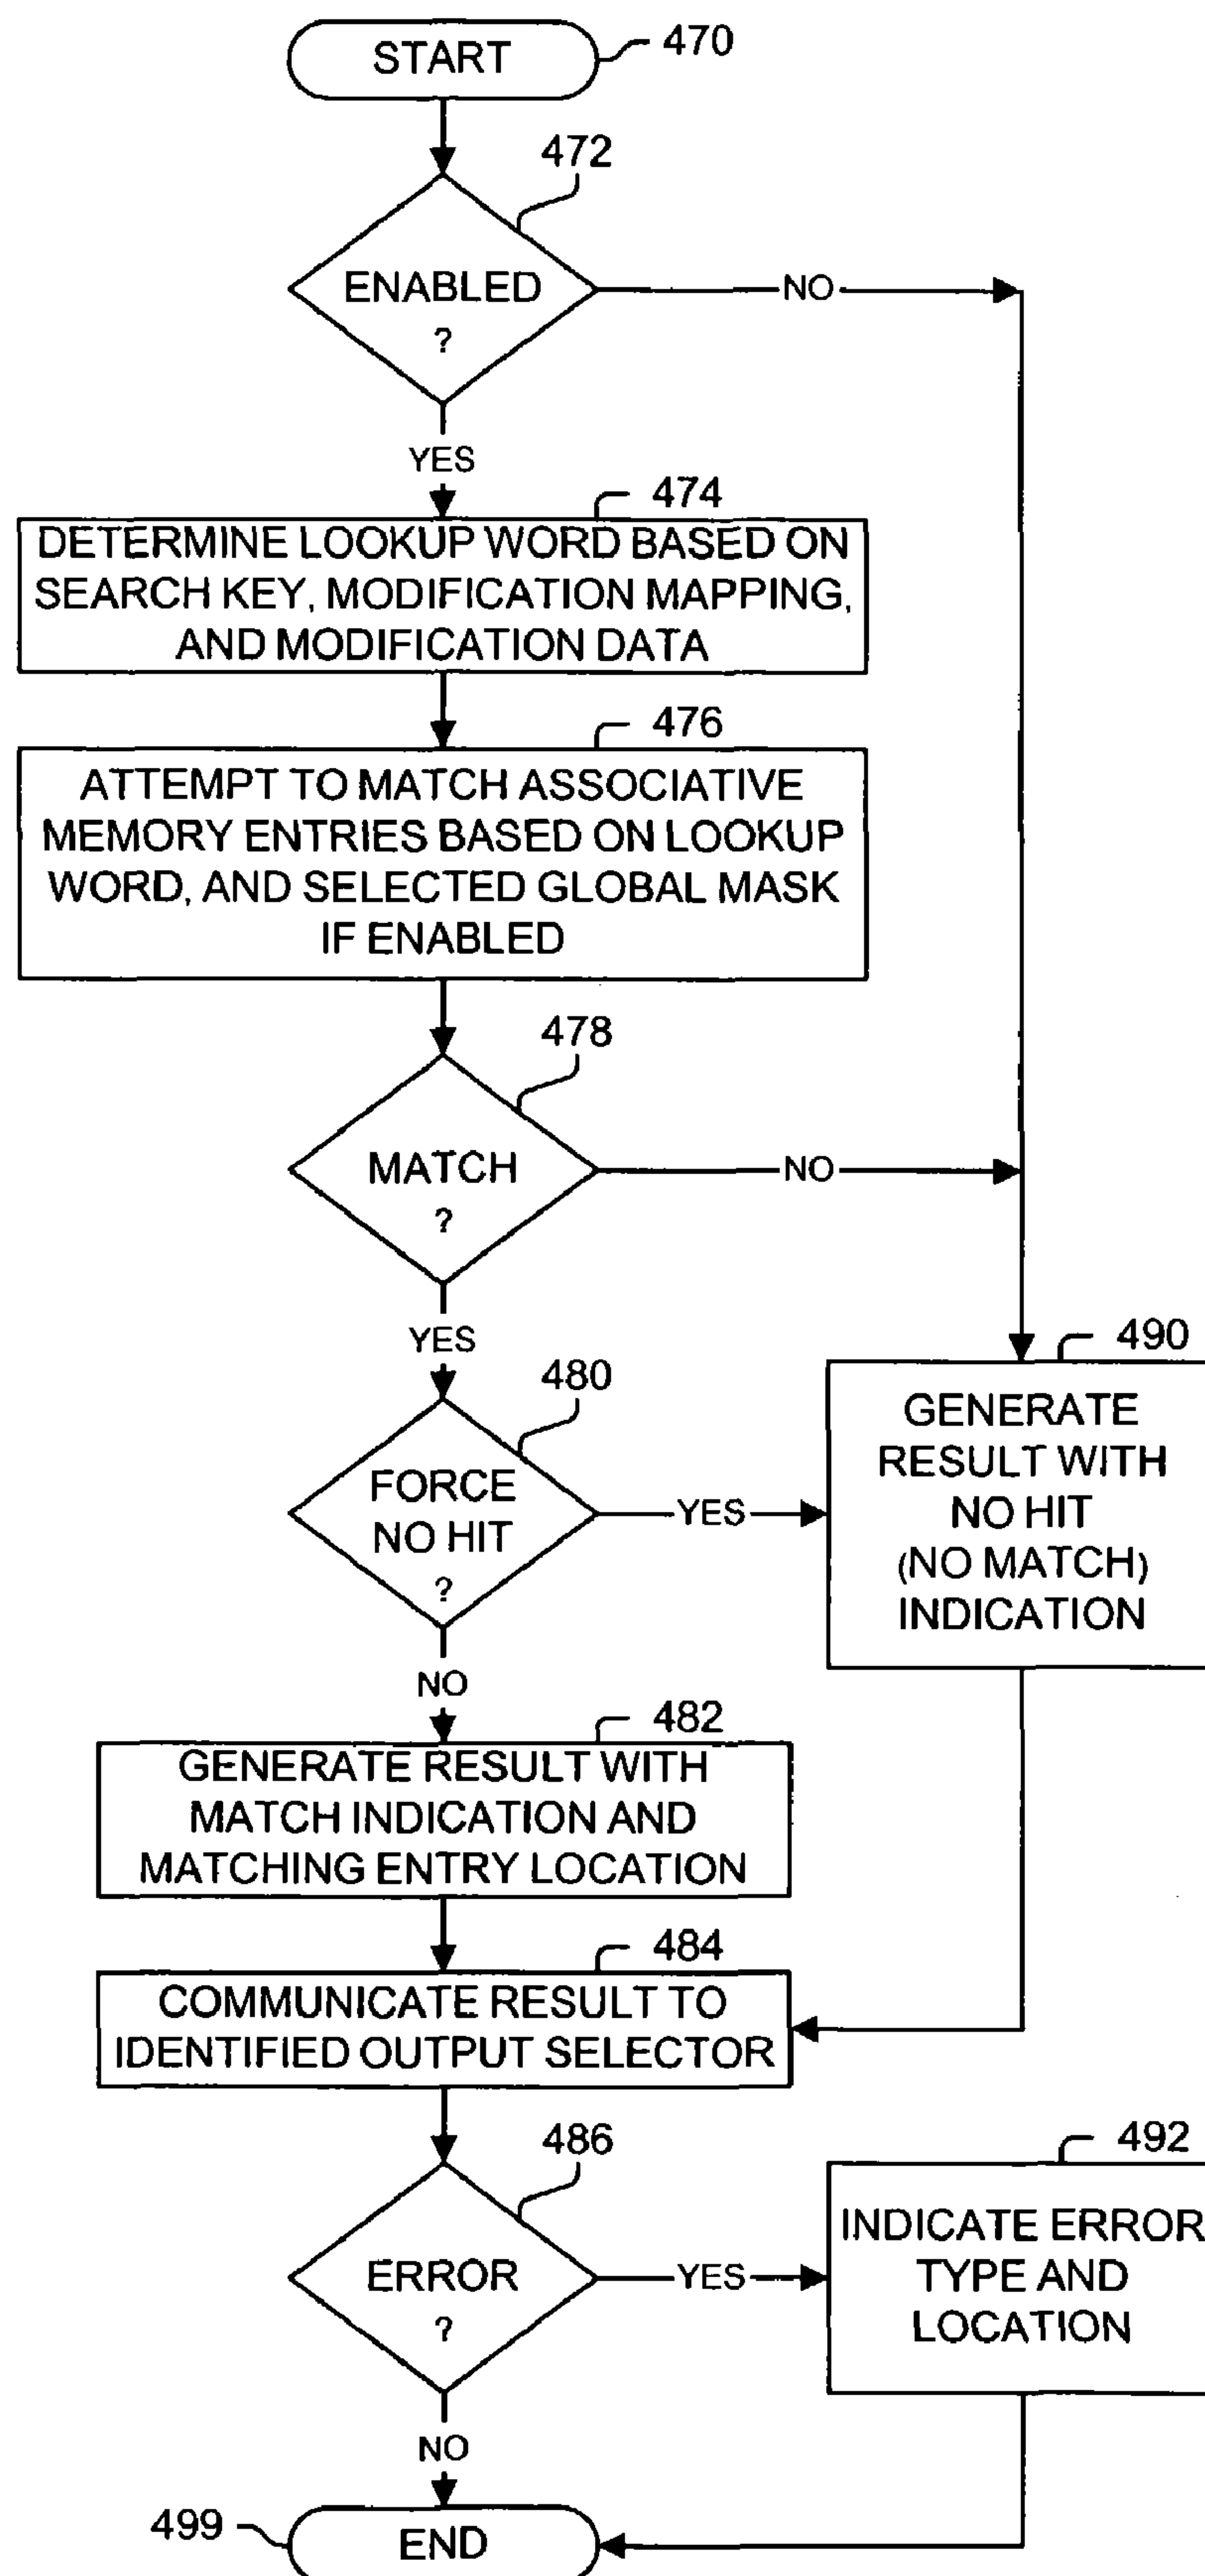 START
470
472
ENABLED
?
NO
YES
474
DETERMINE LOOKUP WORD BASED ON
SEARCH KEY, MODIFICATION MAPPING,
AND MODIFICATION DATA
476
ATTEMPT TO MATCH ASSOCIATIVE
MEMORY ENTRIES BASED ON LOOKUP
WORD, AND SELECTED GLOBAL MASK
IF ENABLED
478
MATCH
?
NO
YES
480
FORCE
NO HIT
?
YES
NO
490
GENERATE
RESULT WITH
NO HIT
(NO MATCH)
INDICATION
482
GENERATE RESULT WITH
MATCH INDICATION AND
MATCHING ENTRY LOCATION
484
COMMUNICATE RESULT TO
IDENTIFIED OUTPUT SELECTOR
486
ERROR
?
YES
NO
492
INDICATE ERROR
TYPE AND
LOCATION
499
END